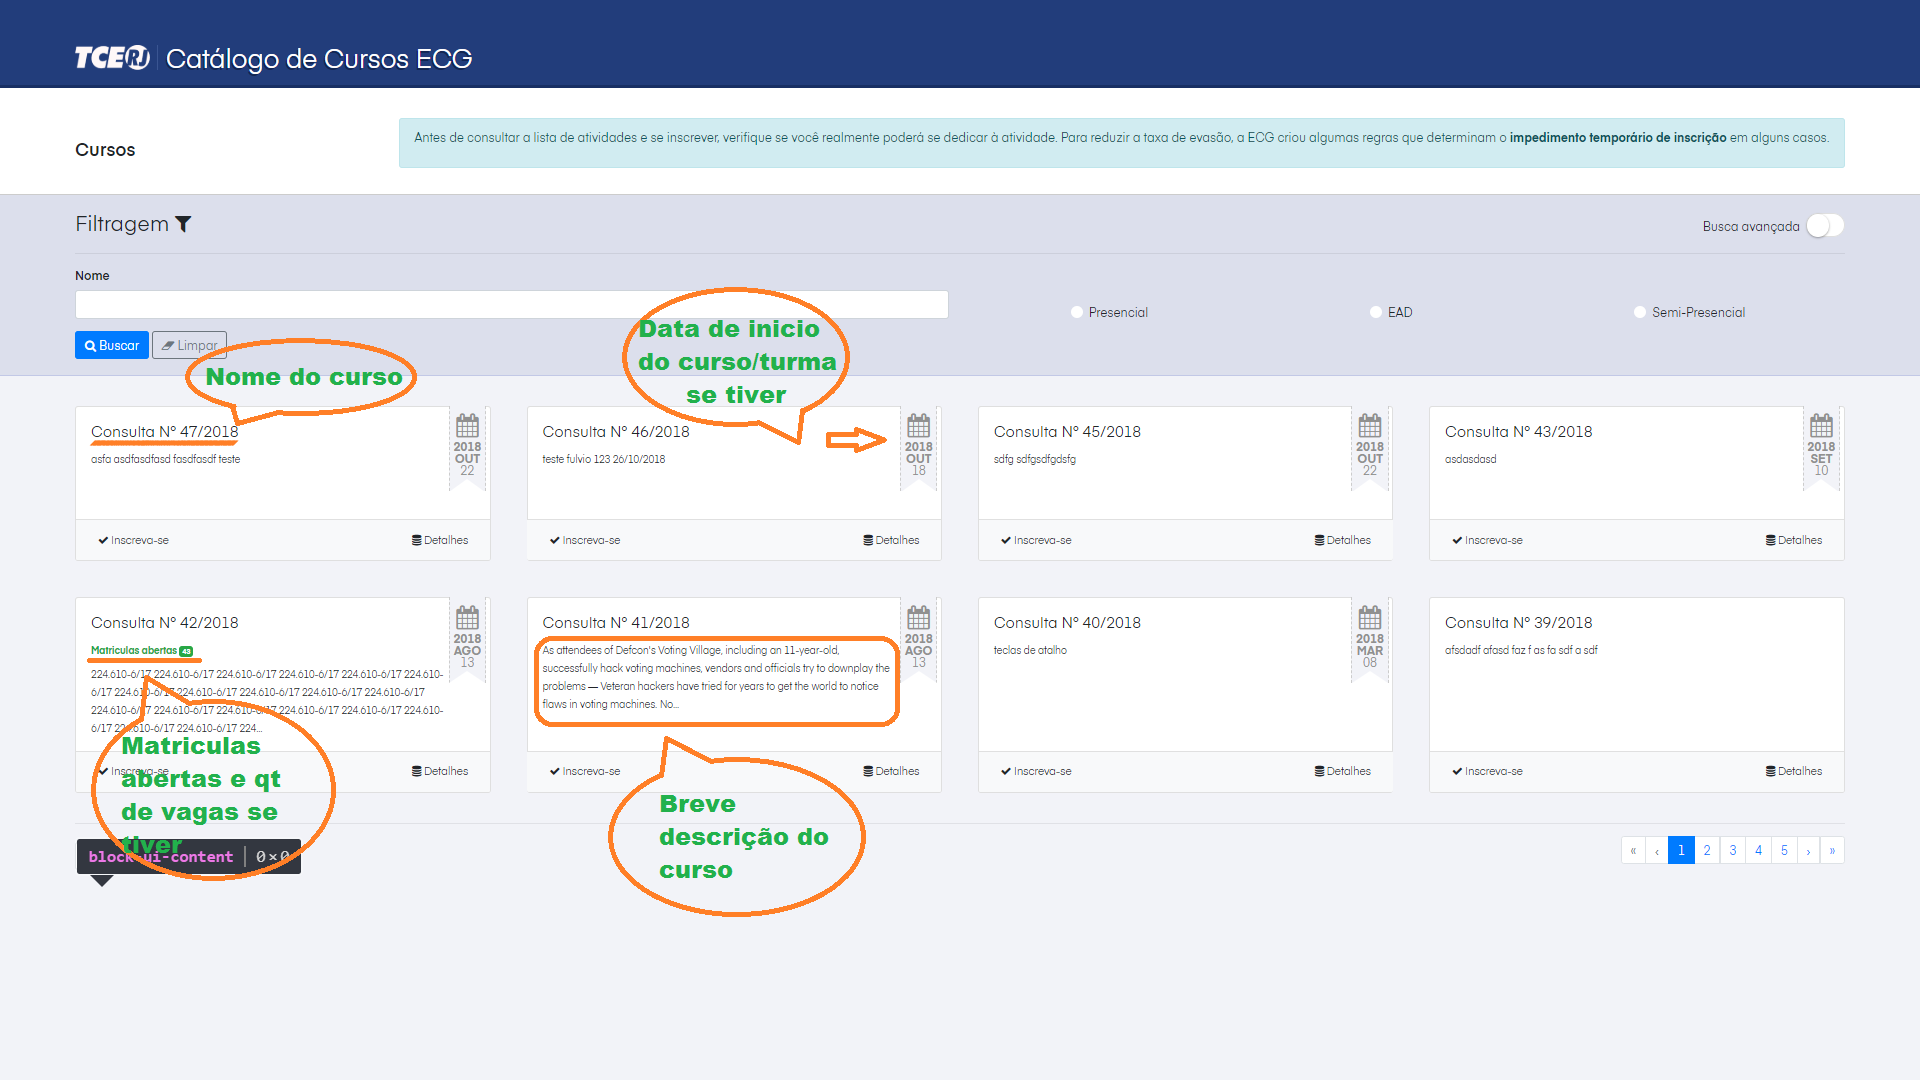 TCERJ Catálogo de Cursos ECG
Cursos
Antes de consultar a lista de atividades e se inscrever, verifique se você realmente poderá se dedicar à atividade. Para reduzir a taxa de evasão, a ECG criou algumas regras que determinam o impedimento temporário de inscrição em alguns casos.
Filtragem
Busca avançada
Nome
Presencial
EAD
Semi-Presencial
Buscar
Limpar
Nome do curso
Data de inicio
do curso/turma
se tiver
Consulta Nº 47/2018
asfa asdfasdfasd fasdfasdf teste
2018
OUT
22
Inscreva-se
Detalhes
Consulta Nº 46/2018
teste fulvio 123 26/10/2018
2018
OUT
18
Inscreva-se
Detalhes
Consulta Nº 45/2018
sdfg sdfgsdfgdsfg
2018
OUT
22
Inscreva-se
Detalhes
Consulta Nº 43/2018
asdasdasd
2018
SET
10
Inscreva-se
Detalhes
Consulta Nº 42/2018
Matriculas abertas 43
224.610-6/17 224.610-6/17 224.610-6/17 224.610-6/17 224.610-6/17 224.610-
6/17 224.610-6/17 224.610-6/17 224.610-6/17 224.610-6/17 224.610-6/17
224.610-6/17 224.610-6/17 224.610-6/17 224.610-6/17 224.610-6/17 224.610-
6/17 224.610-6/17 224.610-6/17 224...
2018
AGO
13
Inscreva-se
Detalhes
Matriculas
abertas e qt
de vagas se
tiver
Consulta Nº 41/2018
As attendees of Defcon's Voting Village, including an 11-year-old,
successfully hack voting machines, vendors and officials try to downplay the
problems — Veteran hackers have tried for years to get the world to notice
flaws in voting machines. No...
2018
AGO
13
Inscreva-se
Detalhes
Breve
descrição do
curso
Consulta Nº 40/2018
teclas de atalho
2018
MAR
08
Inscreva-se
Detalhes
Consulta Nº 39/2018
afsdadf afasd faz f as fa sdf a sdf
Inscreva-se
Detalhes
block-ui-content 0×0
« ‹ 1 2 3 4 5 › »